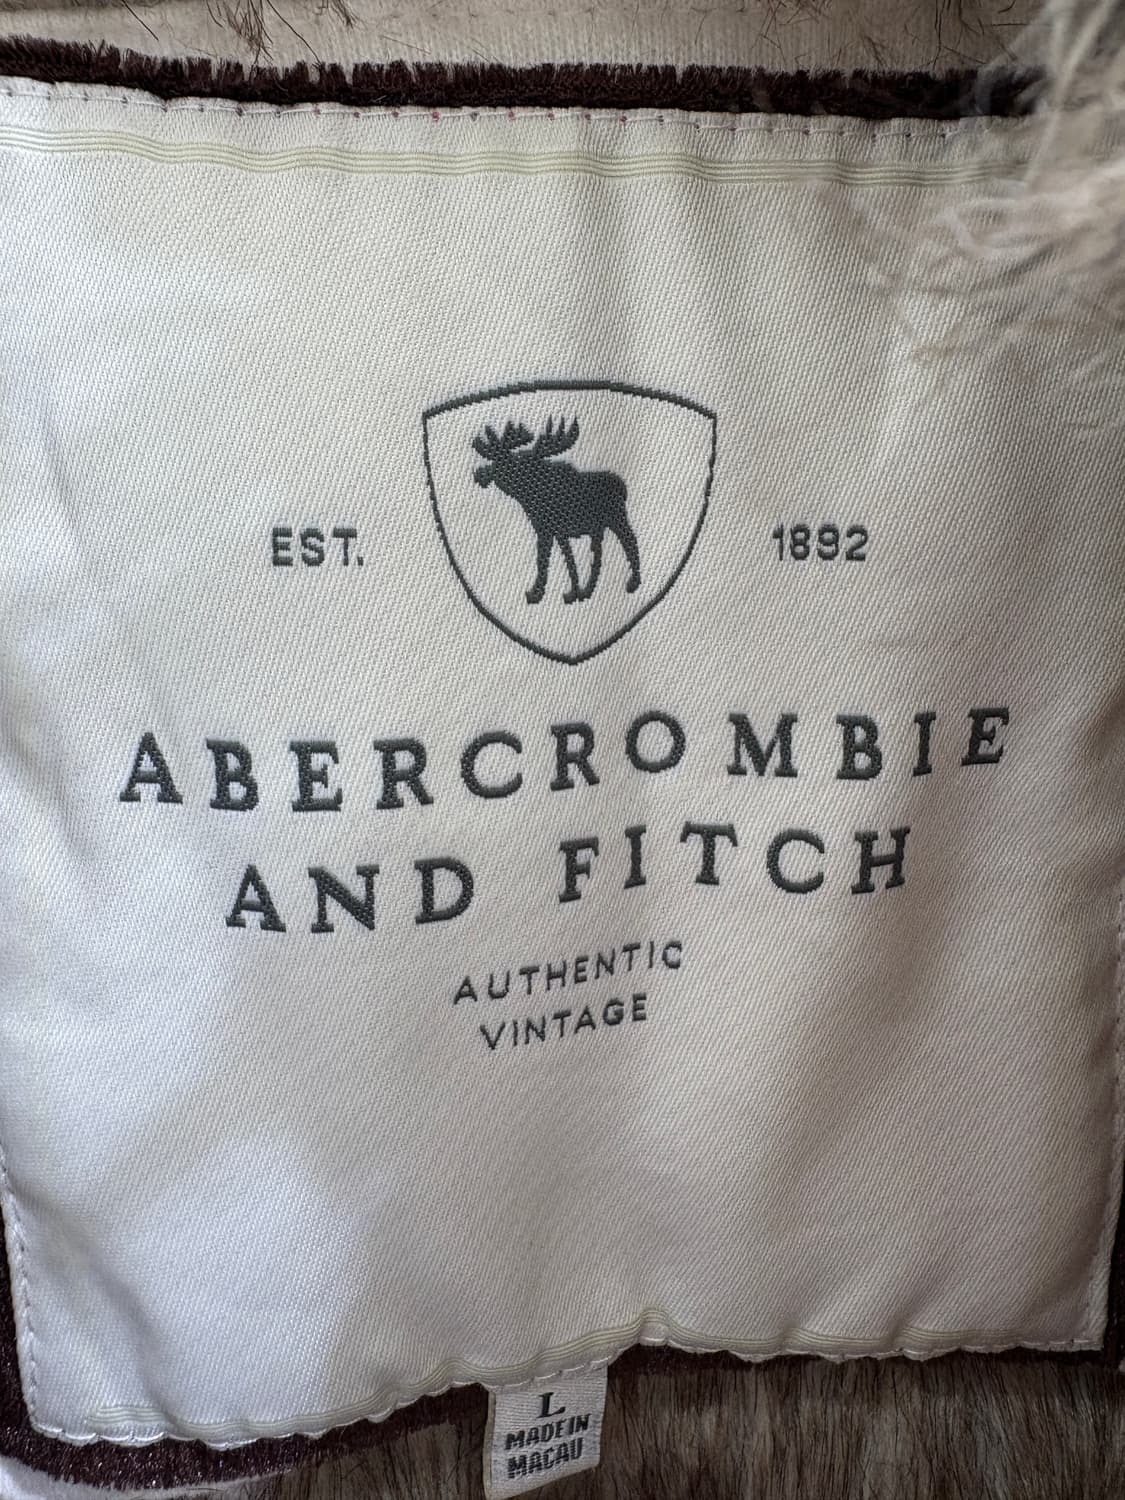 EST. 1892
ABERCROMBIE
AND FITCH
AUTHENTIC
VINTAGE
L
MADE IN
MACAU